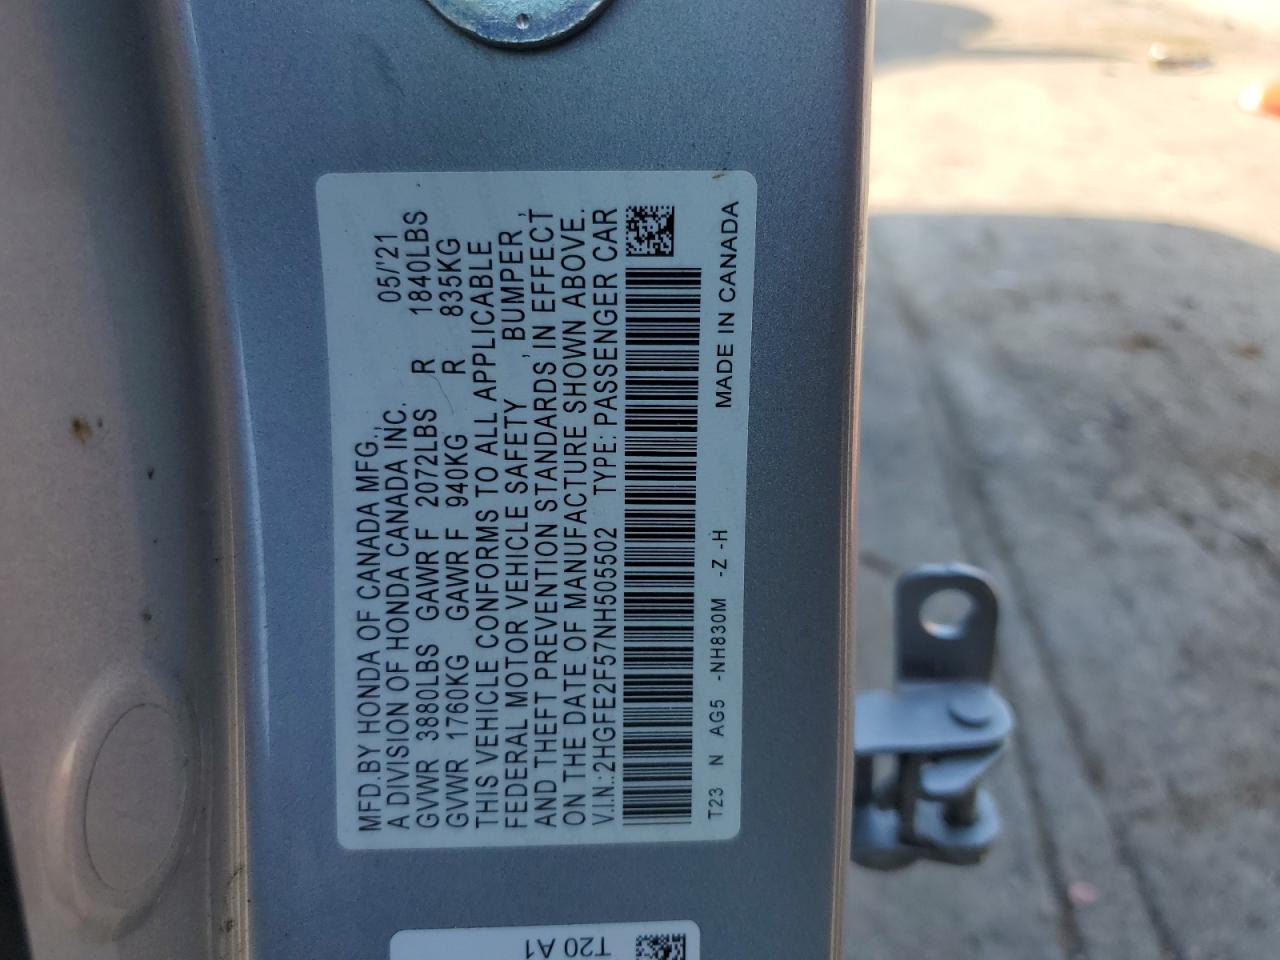 MFD.BY HONDA OF CANADA MFG.,
A DIVISION OF HONDA CANADA INC. 05/'21
GVWR 3880LBS GAWR F 2072LBS R 1840LBS
GVWR 1760KG GAWR F 940KG R 835KG
THIS VEHICLE CONFORMS TO ALL APPLICABLE
FEDERAL MOTOR VEHICLE SAFETY , BUMPER ,
AND THEFT PREVENTION STANDARDS IN EFFECT
ON THE DATE OF MANUFACTURE SHOWN ABOVE.
V.I.N.:2HGFE2F57NH505502 TYPE: PASSENGER CAR
T23 N AG5 -NH830M -Z -H MADE IN CANADA
T20 A1